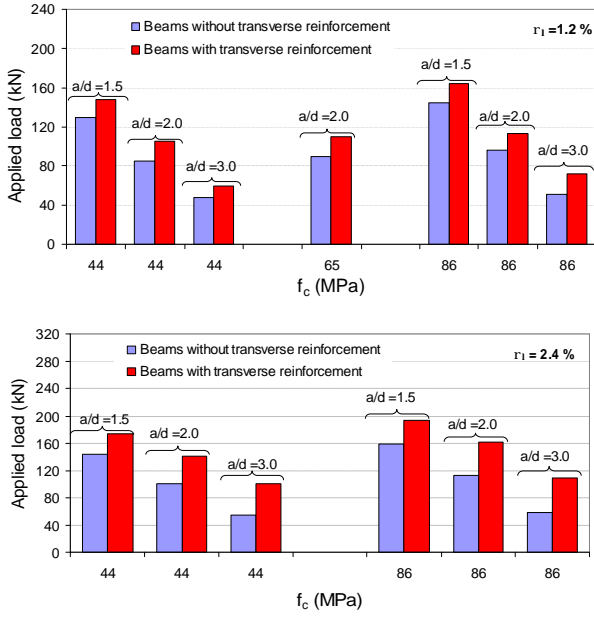 240
200
160
120
80
40
0
Applied load (kN)
Beams without transverse reinforcement
Beams with transverse reinforcement
r₁ =1.2 %
a/d =1.5
a/d =2.0
a/d =3.0
a/d =2.0
a/d =1.5
a/d =2.0
a/d =3.0
44 44 44 65 86 86 86
f_c (MPa)
320
280
240
200
160
120
80
40
0
Applied load (kN)
Beams without transverse reinforcement
Beams with transverse reinforcement
r₁ = 2.4 %
a/d =1.5
a/d =2.0
a/d =3.0
a/d =1.5
a/d =2.0
a/d =3.0
44 44 44 86 86 86
f_c (MPa)